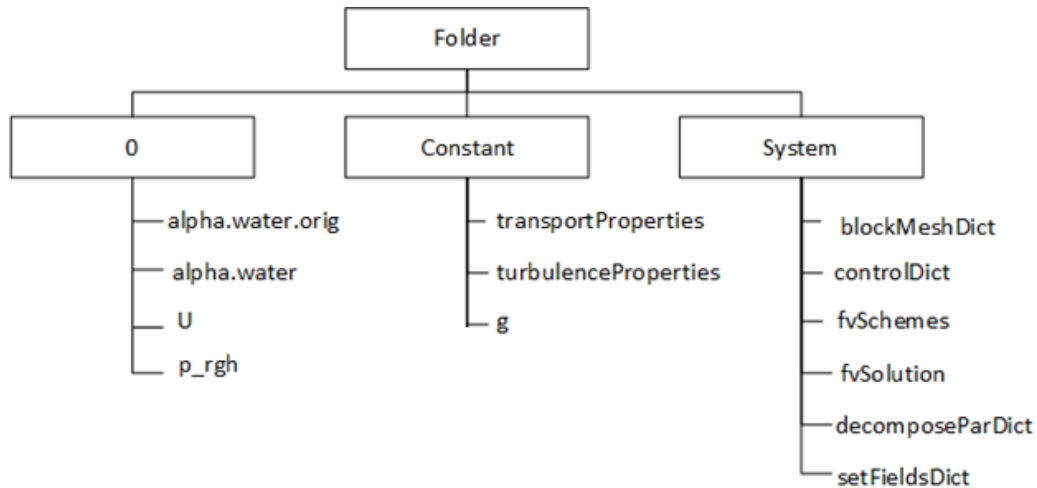 Folder
0
Constant
System
alpha.water.orig
alpha.water
U
p_rgh
transportProperties
turbulenceProperties
g
blockMeshDict
controlDict
fvSchemes
fvSolution
decomposeParDict
setFieldsDict